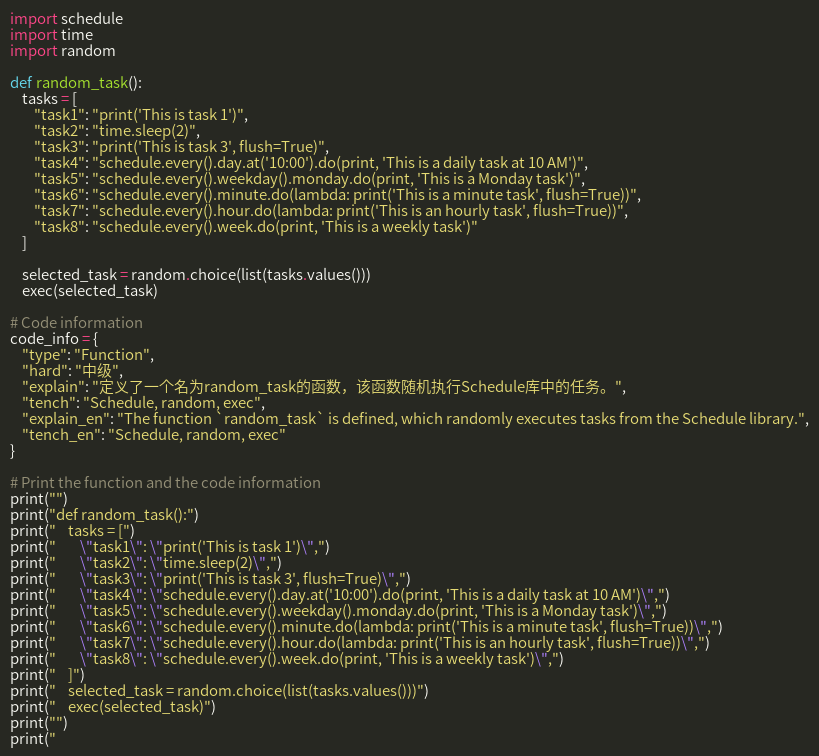 import schedule
import time
import random

def random_task():
    tasks = [
        "task1": "print('This is task 1')",
        "task2": "time.sleep(2)",
        "task3": "print('This is task 3', flush=True)",
        "task4": "schedule.every().day.at('10:00').do(print, 'This is a daily task at 10 AM')",
        "task5": "schedule.every().weekday().monday.do(print, 'This is a Monday task')",
        "task6": "schedule.every().minute.do(lambda: print('This is a minute task', flush=True))",
        "task7": "schedule.every().hour.do(lambda: print('This is an hourly task', flush=True))",
        "task8": "schedule.every().week.do(print, 'This is a weekly task')"
    ]

    selected_task = random.choice(list(tasks.values()))
    exec(selected_task)

# Code information
code_info = {
    "type": "Function",
    "hard": "中级",
    "explain": "定义了一个名为random_task的函数，该函数随机执行Schedule库中的任务。",
    "tench": "Schedule, random, exec",
    "explain_en": "The function `random_task` is defined, which randomly executes tasks from the Schedule library.",
    "tench_en": "Schedule, random, exec"
}

# Print the function and the code information
print("")
print("def random_task():")
print("    tasks = [")
print("        \"task1\": \"print('This is task 1')\",")
print("        \"task2\": \"time.sleep(2)\",")
print("        \"task3\": \"print('This is task 3', flush=True)\",")
print("        \"task4\": \"schedule.every().day.at('10:00').do(print, 'This is a daily task at 10 AM')\",")
print("        \"task5\": \"schedule.every().weekday().monday.do(print, 'This is a Monday task')\",")
print("        \"task6\": \"schedule.every().minute.do(lambda: print('This is a minute task', flush=True))\",")
print("        \"task7\": \"schedule.every().hour.do(lambda: print('This is an hourly task', flush=True))\",")
print("        \"task8\": \"schedule.every().week.do(print, 'This is a weekly task')\",")
print("    ]")
print("    selected_task = random.choice(list(tasks.values()))")
print("    exec(selected_task)")
print("")
print("